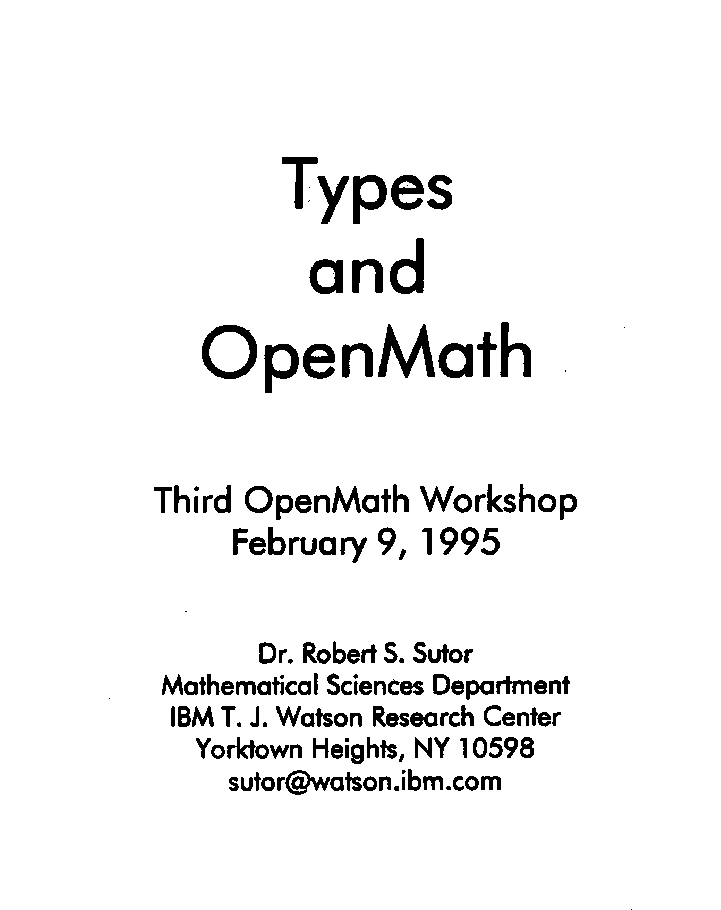 Types
and
OpenMath
Third OpenMath Workshop
February 9, 1995
Dr. Robert S. Sutor
Mathematical Sciences Department
IBM T. J. Watson Research Center
Yorktown Heights, NY 10598
sutor@watson.ibm.com